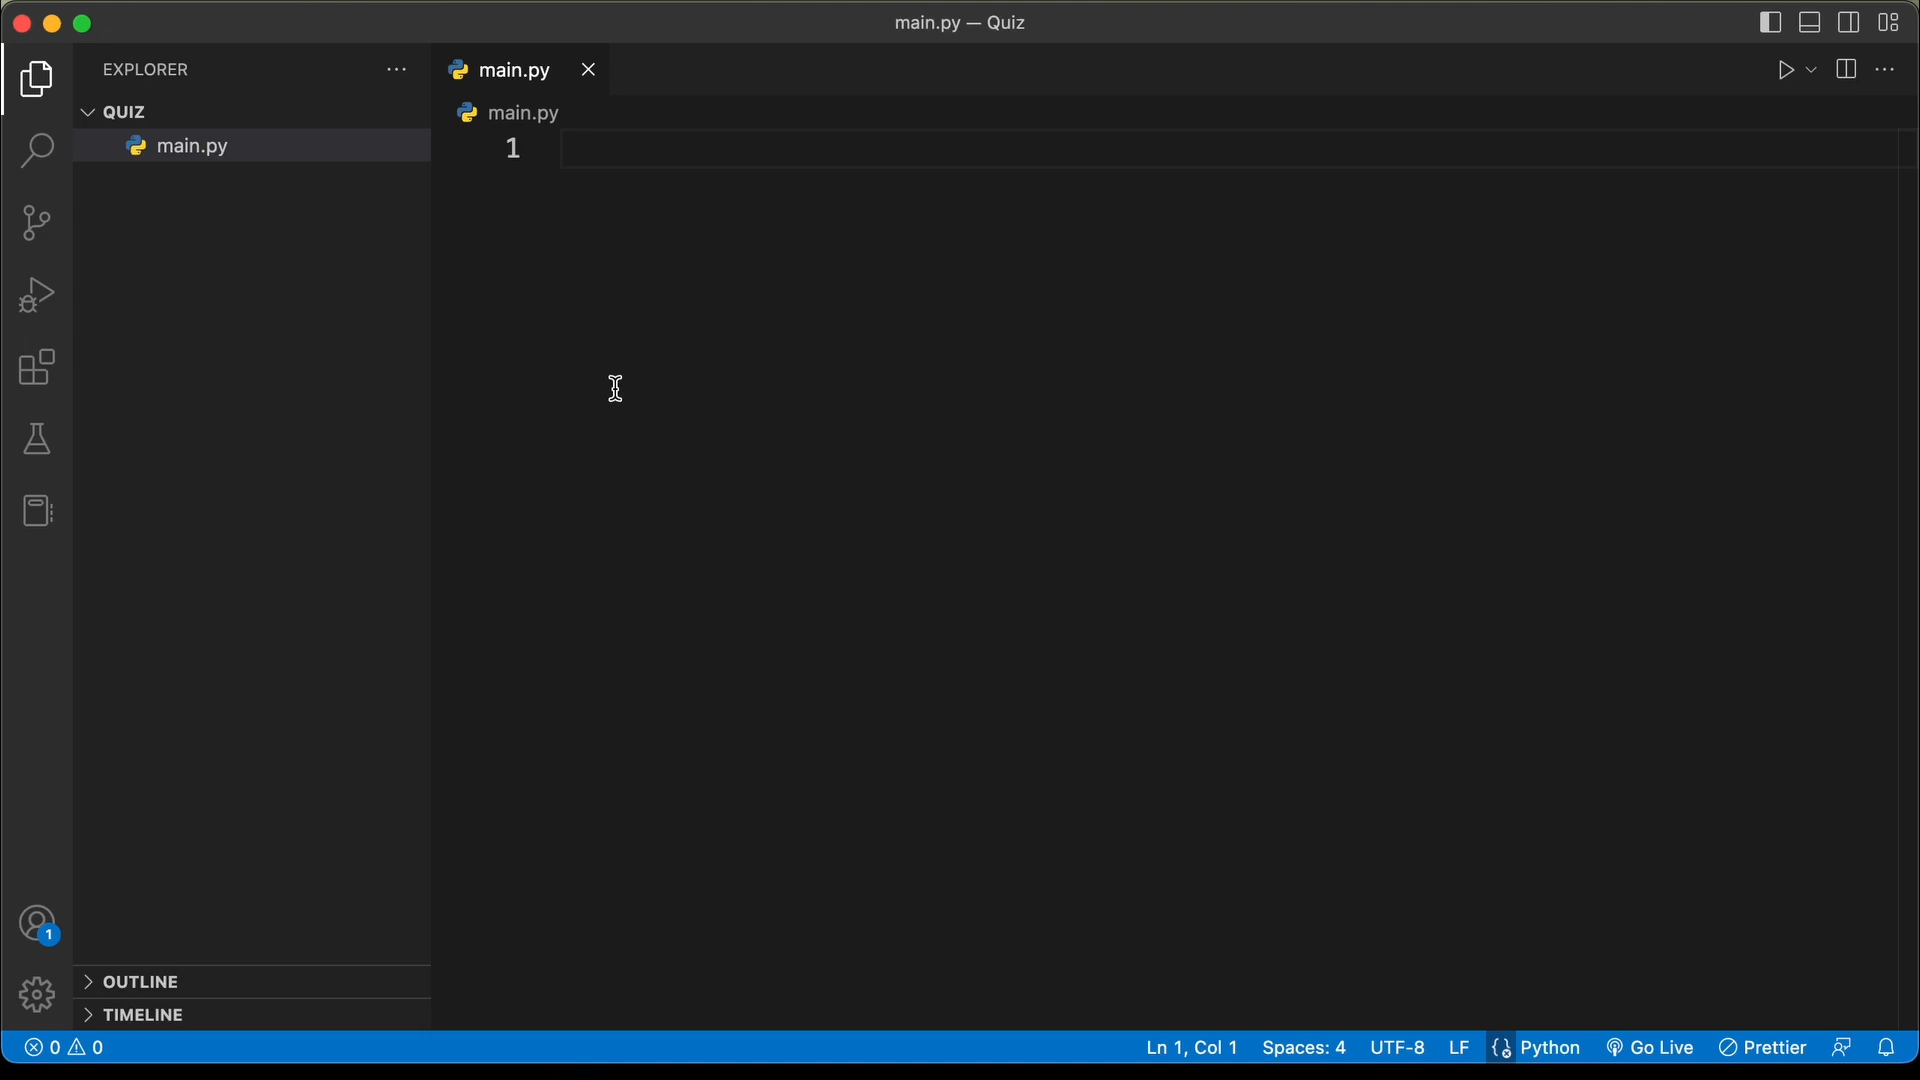 main.py — Quiz
EXPLORER
main.py
QUIZ
main.py
main.py
1
1
OUTLINE
TIMELINE
0 0
Ln 1, Col 1
Spaces: 4
UTF-8
LF
Python
Go Live
Prettier